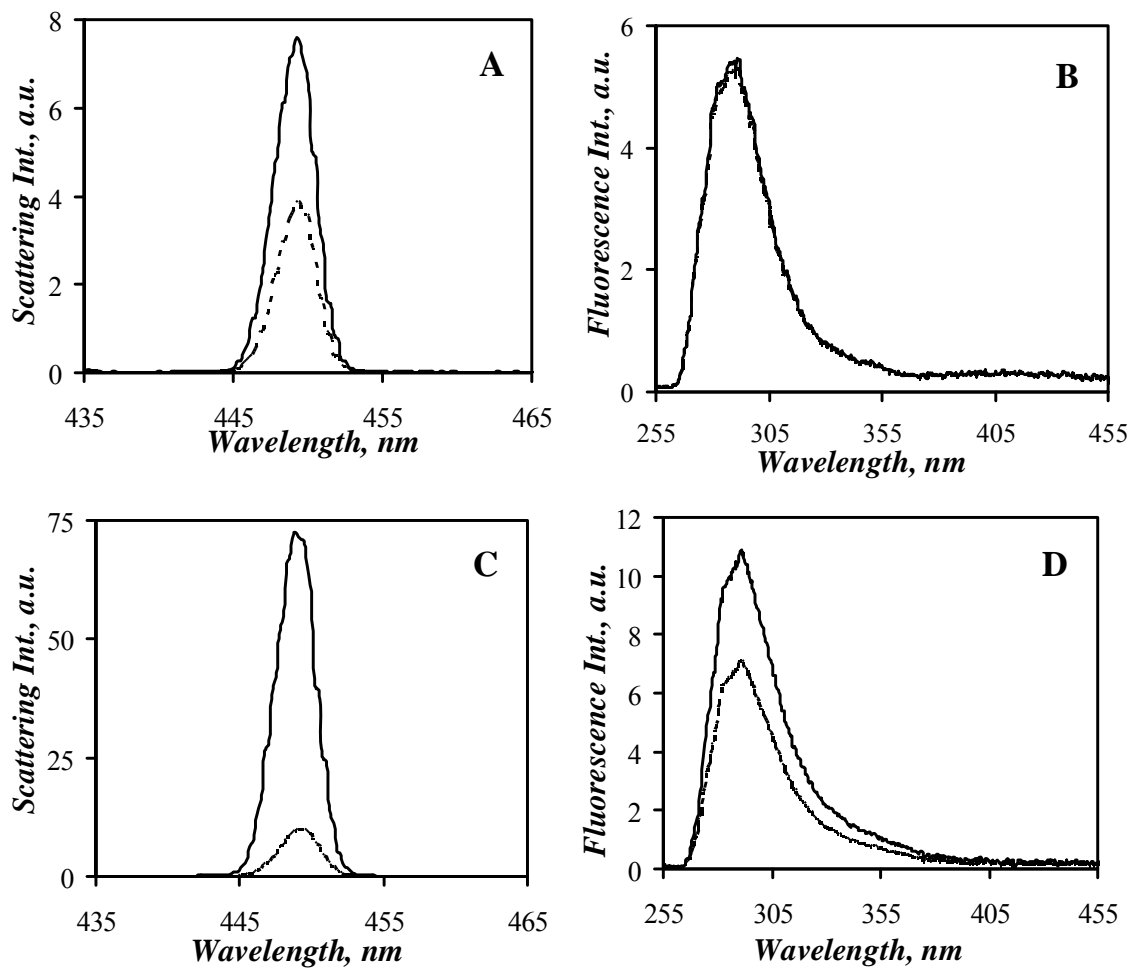 A
Scattering Int., a.u.
8
6
4
2
0
435 445 455 465
Wavelength, nm
B
Fluorescence Int., a.u.
6
4
2
0
255 305 355 405 455
Wavelength, nm
C
Scattering Int., a.u.
75
50
25
0
435 445 455 465
Wavelength, nm
D
Fluorescence Int., a.u.
12
10
8
6
4
2
0
255 305 355 405 455
Wavelength, nm